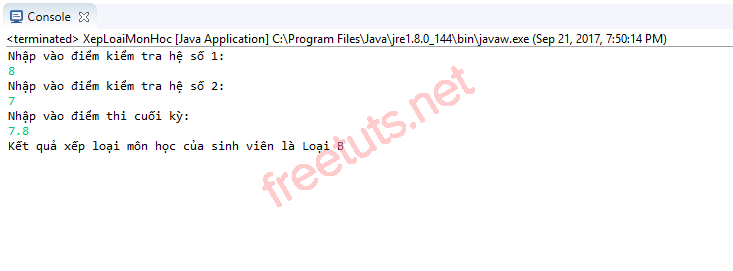 Console
<terminated> XepLoaiMonHoc [Java Application] C:\Program Files\Java\jre1.8.0_144\bin\javaw.exe (Sep 21, 2017, 7:50:14 PM)
Nhập vào điểm kiểm tra hệ số 1:
8
Nhập vào điểm kiểm tra hệ số 2:
7
Nhập vào điểm thi cuối kỳ:
7.8
Kết quả xếp loại môn học của sinh viên là Loại B
freetuts.net